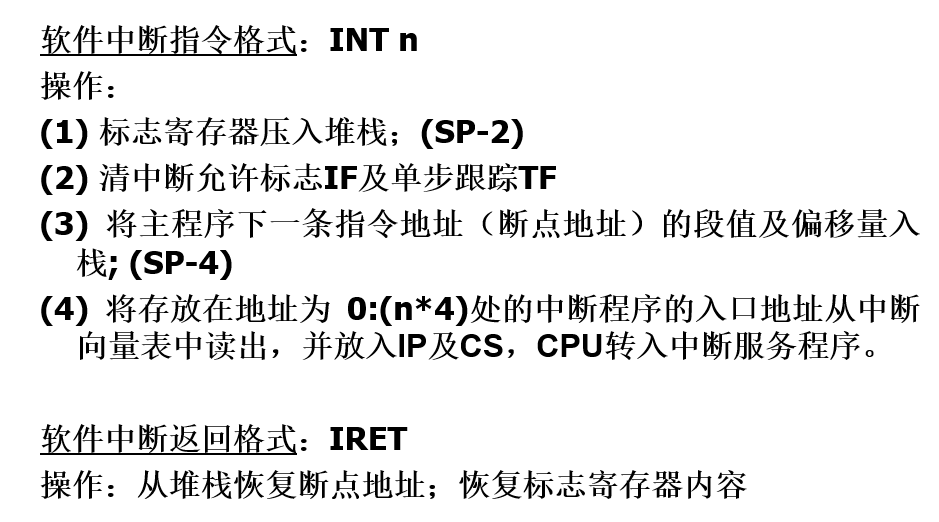 软件中断指令格式：INT n
操作：
(1) 标志寄存器压入堆栈；(SP-2)
(2) 清中断允许标志IF及单步跟踪TF
(3) 将主程序下一条指令地址（断点地址）的段值及偏移量入
栈; (SP-4)
(4) 将存放在地址为 0:(n*4)处的中断程序的入口地址从中断
向量表中读出，并放入IP及CS，CPU转入中断服务程序。
软件中断返回格式：IRET
操作：从堆栈恢复断点地址；恢复标志寄存器内容